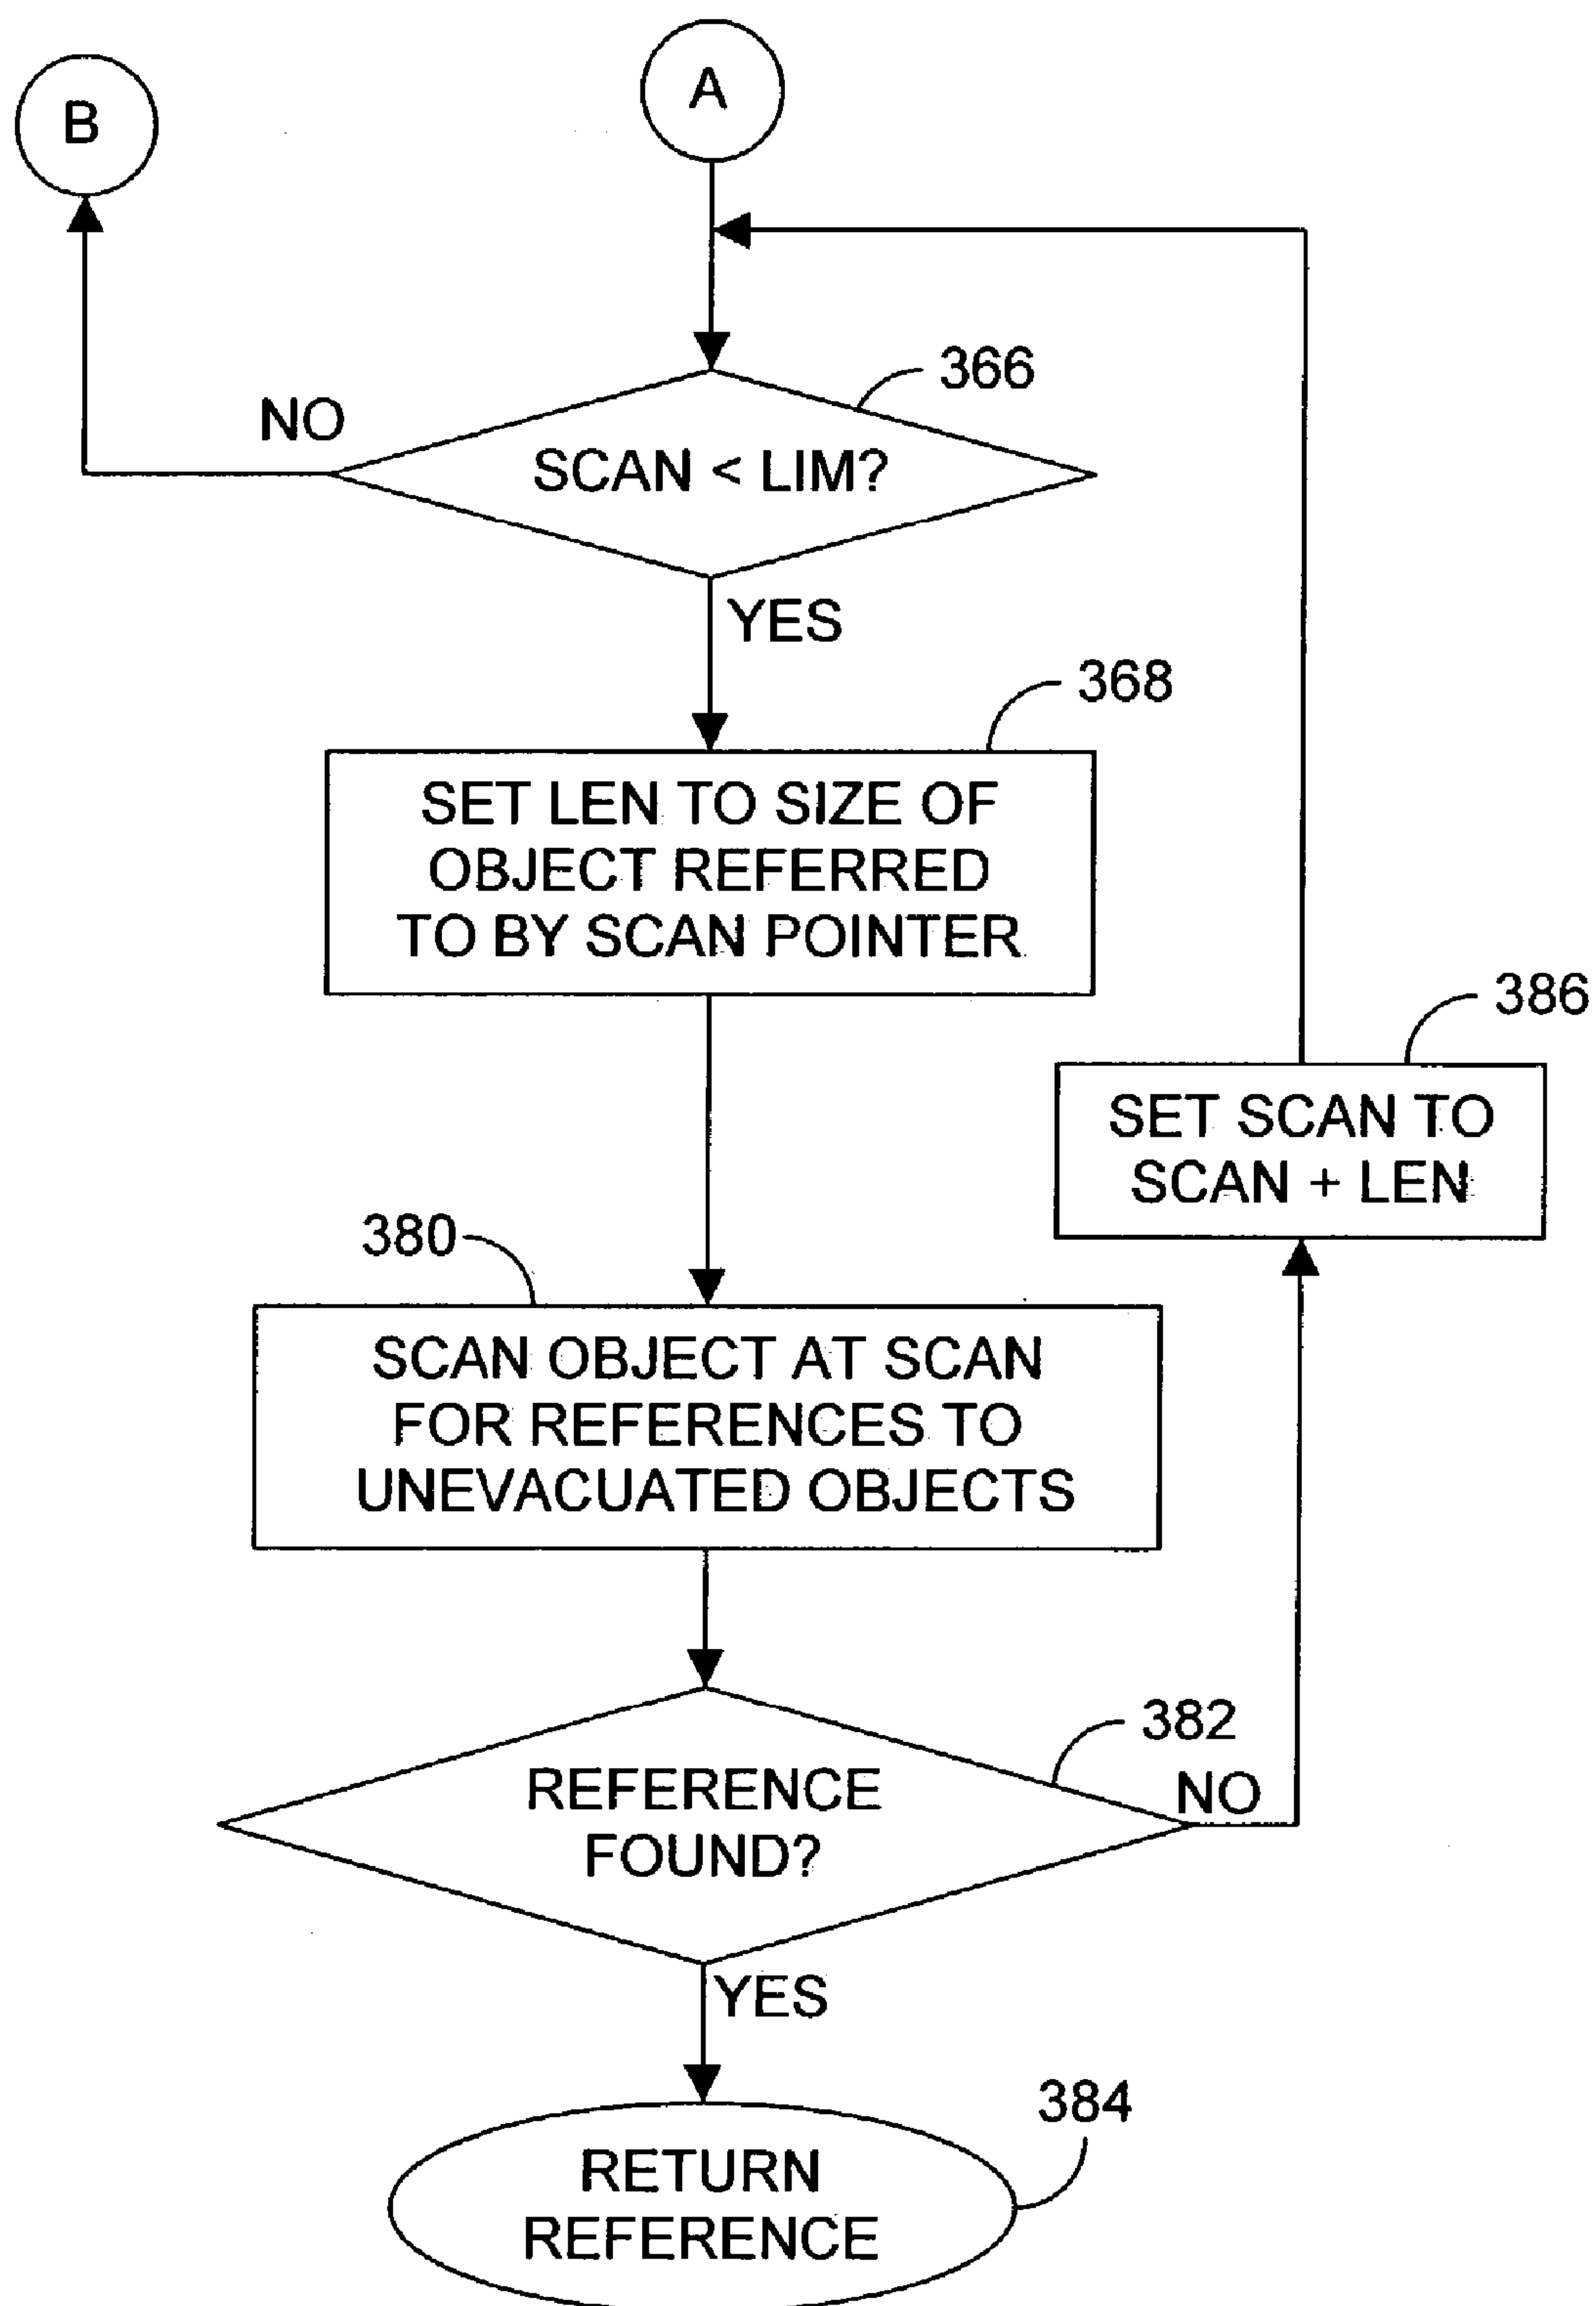 A
B
366
NO
SCAN < LIM?
YES
368
SET LEN TO SIZE OF
OBJECT REFERRED
TO BY SCAN POINTER
386
SET SCAN TO
SCAN + LEN
380
SCAN OBJECT AT SCAN
FOR REFERENCES TO
UNEVACUATED OBJECTS
382
NO
REFERENCE
FOUND?
YES
384
RETURN
REFERENCE